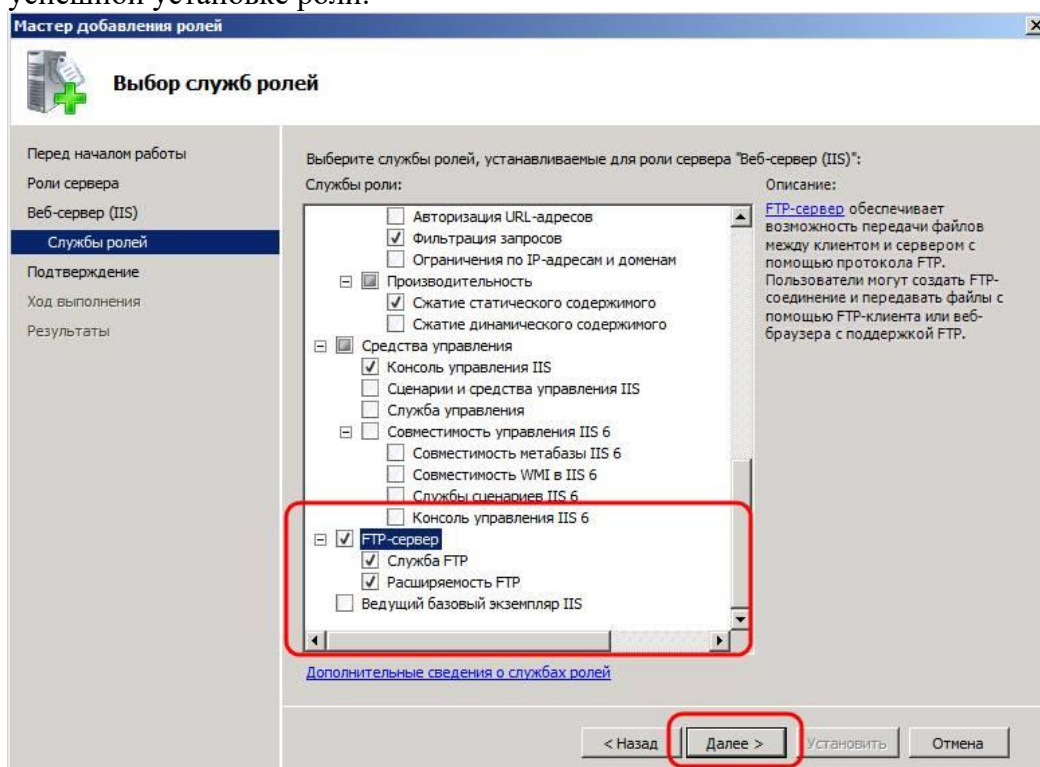 успешной установке роли.
Мастер добавления ролей
Выбор служб ролей
Перед началом работы
Роли сервера
Веб-сервер (IIS)
Службы ролей
Подтверждение
Ход выполнения
Результаты
Выберите службы ролей, устанавливаемые для роли сервера "Веб-сервер (IIS)":
Службы роли:
Авторизация URL-адресов
Фильтрация запросов
Ограничения по IP-адресам и доменам
Производительность
Сжатие статического содержимого
Сжатие динамического содержимого
Средства управления
Консоль управления IIS
Сценарии и средства управления IIS
Служба управления
Совместимость управления IIS 6
Совместимость метабазы IIS 6
Совместимость WMI в IIS 6
Службы сценариев IIS 6
Консоль управления IIS 6
FTP-сервер
Служба FTP
Расширяемость FTP
Ведущий базовый экземпляр IIS
Описание:
FTP-сервер обеспечивает
возможность передачи файлов
между клиентом и сервером с
помощью протокола FTP.
Пользователи могут создать FTP-
соединение и передавать файлы с
помощью FTP-клиента или веб-
браузера с поддержкой FTP.
Дополнительные сведения о службах ролей
< Назад
Далее >
Установить
Отмена